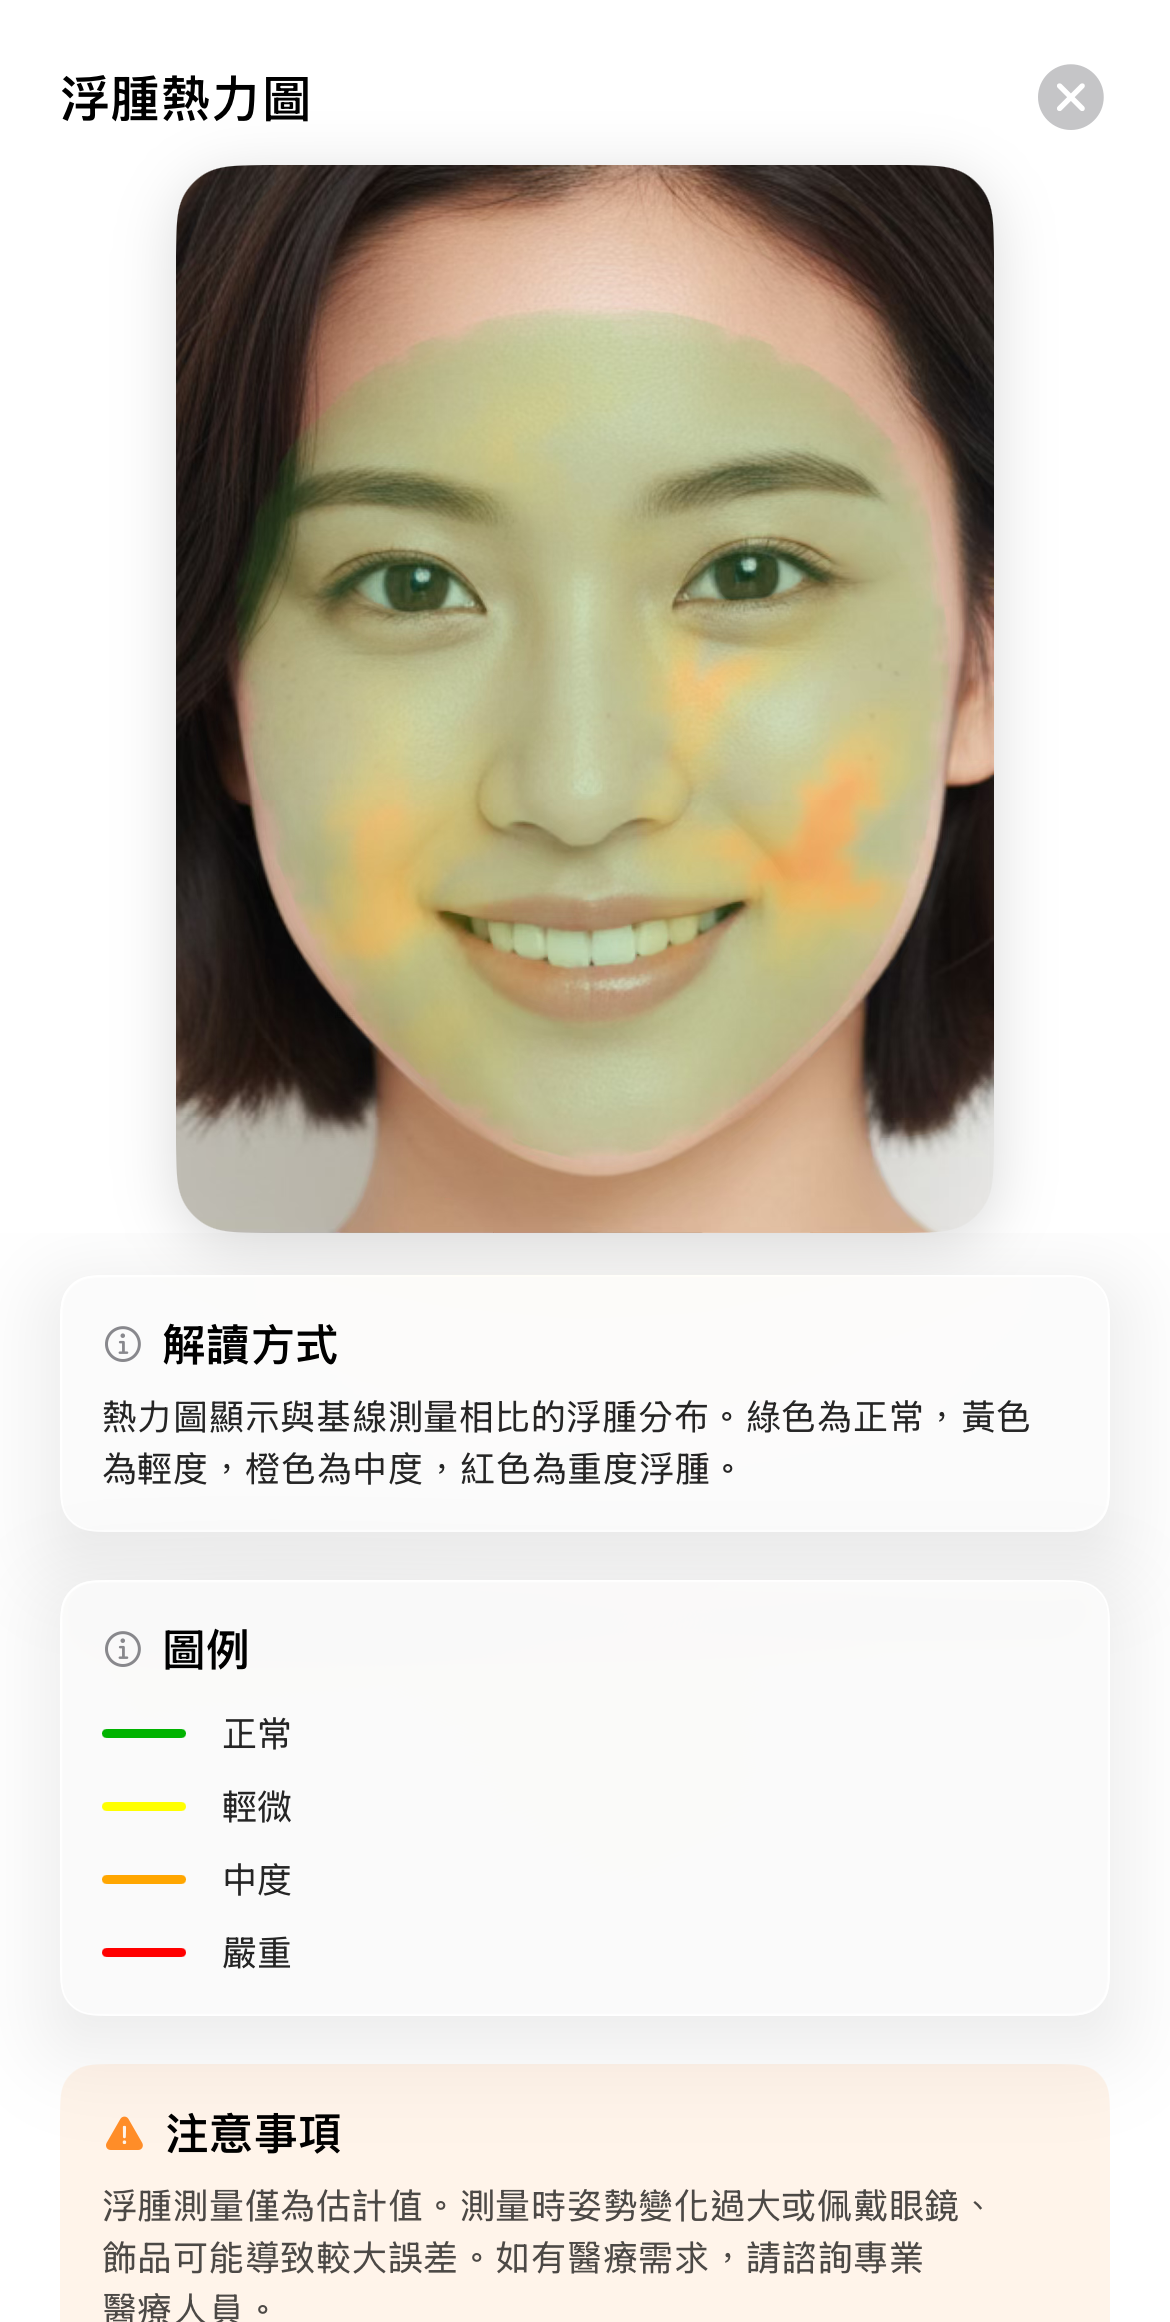 浮腫熱力圖
解讀方式
熱力圖顯示與基線測量相比的浮腫分布。綠色為正常，黃色
為輕度，橙色為中度，紅色為重度浮腫。
圖例
正常
輕微
中度
嚴重
注意事項
浮腫測量僅為估計值。測量時姿勢變化過大或佩戴眼鏡、
飾品可能導致較大誤差。如有醫療需求，請諮詢專業
醫療人員。